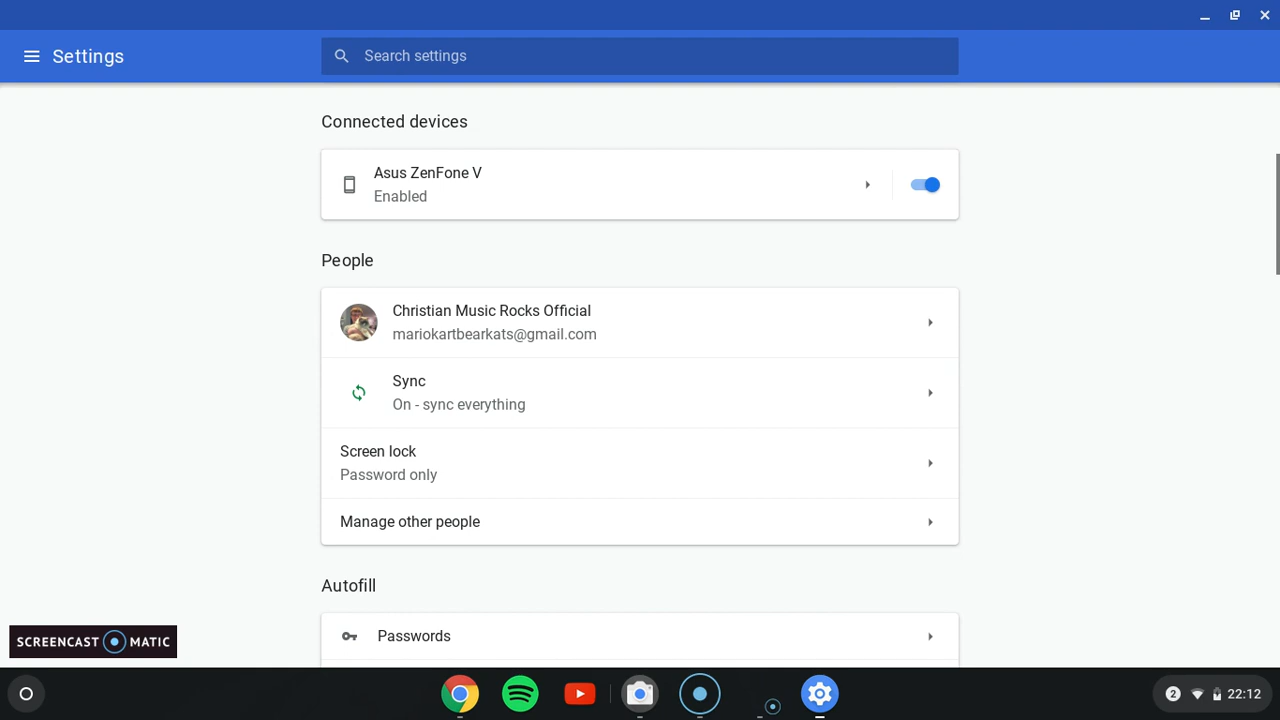 Settings
Search settings
Connected devices
Asus ZenFone V
Enabled
People
Christian Music Rocks Official
mariokartbearkats@gmail.com
Sync
On - sync everything
Screen lock
Password only
Manage other people
Autofill
Passwords
SCREENCAST MATIC
2 22:12